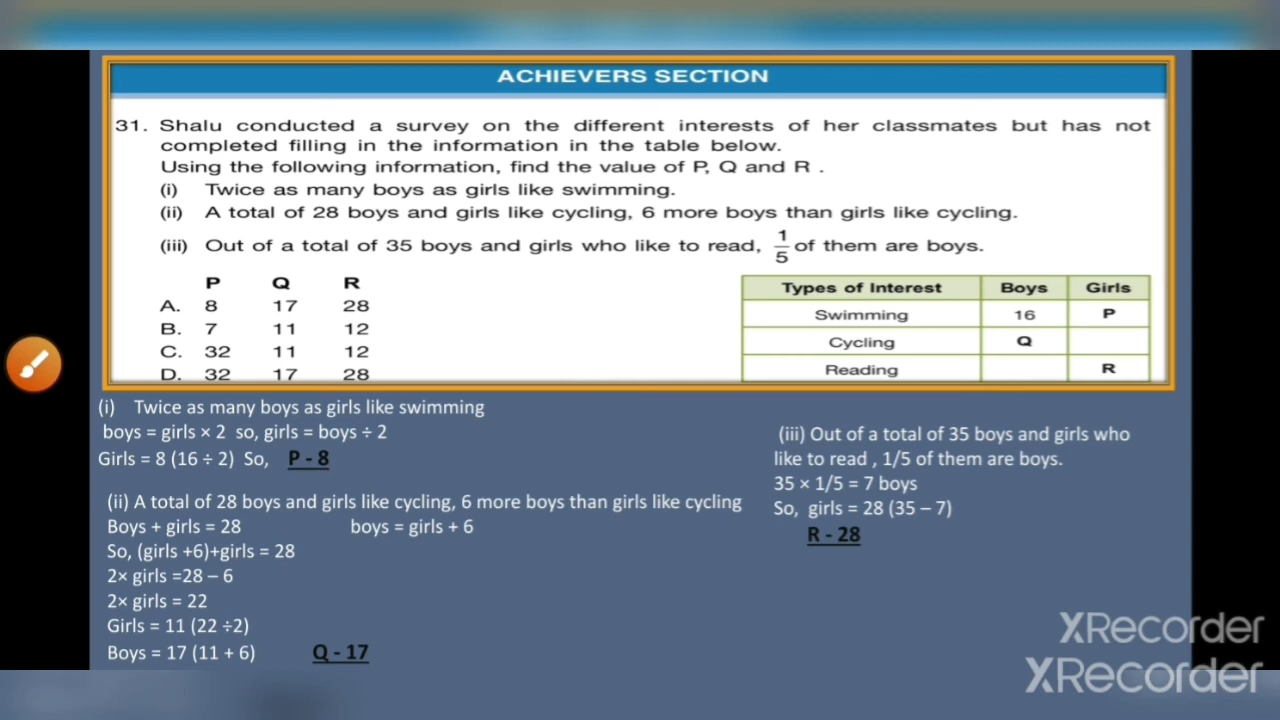 ACHIEVERS SECTION
31. Shalu conducted a survey on the different interests of her classmates but has not
completed filling in the information in the table below.
Using the following information, find the value of P, Q and R .
(i) Twice as many boys as girls like swimming.
(ii) A total of 28 boys and girls like cycling, 6 more boys than girls like cycling.
(iii) Out of a total of 35 boys and girls who like to read, 1/5 of them are boys.
P Q R
A. 8 17 28
B. 7 11 12
C. 32 11 12
D. 32 17 28
Types of Interest Boys Girls
Swimming 16 P
Cycling Q
Reading R
(i) Twice as many boys as girls like swimming
boys = girls × 2 so, girls = boys ÷ 2
Girls = 8 (16 ÷ 2) So, P - 8
(ii) A total of 28 boys and girls like cycling, 6 more boys than girls like cycling
Boys + girls = 28 boys = girls + 6
So, (girls +6)+girls = 28
2× girls =28 – 6
2× girls = 22
Girls = 11 (22 ÷2)
Boys = 17 (11 + 6) Q - 17
(iii) Out of a total of 35 boys and girls who
like to read , 1/5 of them are boys.
35 × 1/5 = 7 boys
So, girls = 28 (35 – 7)
R - 28
XRecorder
XRecorder